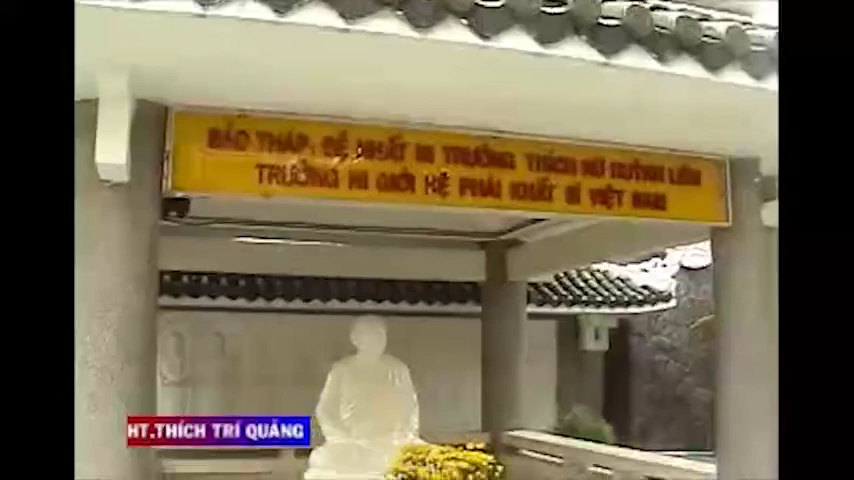 BẢO THÁP, ĐỆ NHẤT NI TRƯỞNG THÍCH NỮ HUỲNH LIÊN
TRƯỞNG NI GIỚI HỆ PHÁI KHẤT SĨ VIỆT NAM
HT.THÍCH TRÍ QUẢNG